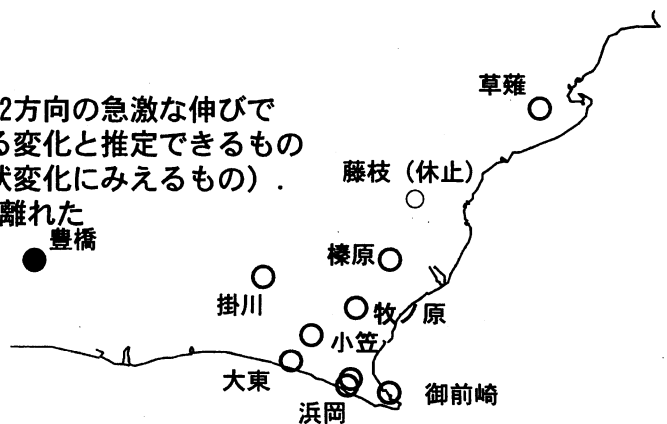 2方向の急激な伸びで
る変化と推定できるもの
状変化にみえるもの）．
離れた
草薙
藤枝（休止）
豊橋
榛原
掛川
牧ノ原
小笠
大東
浜岡
御前崎